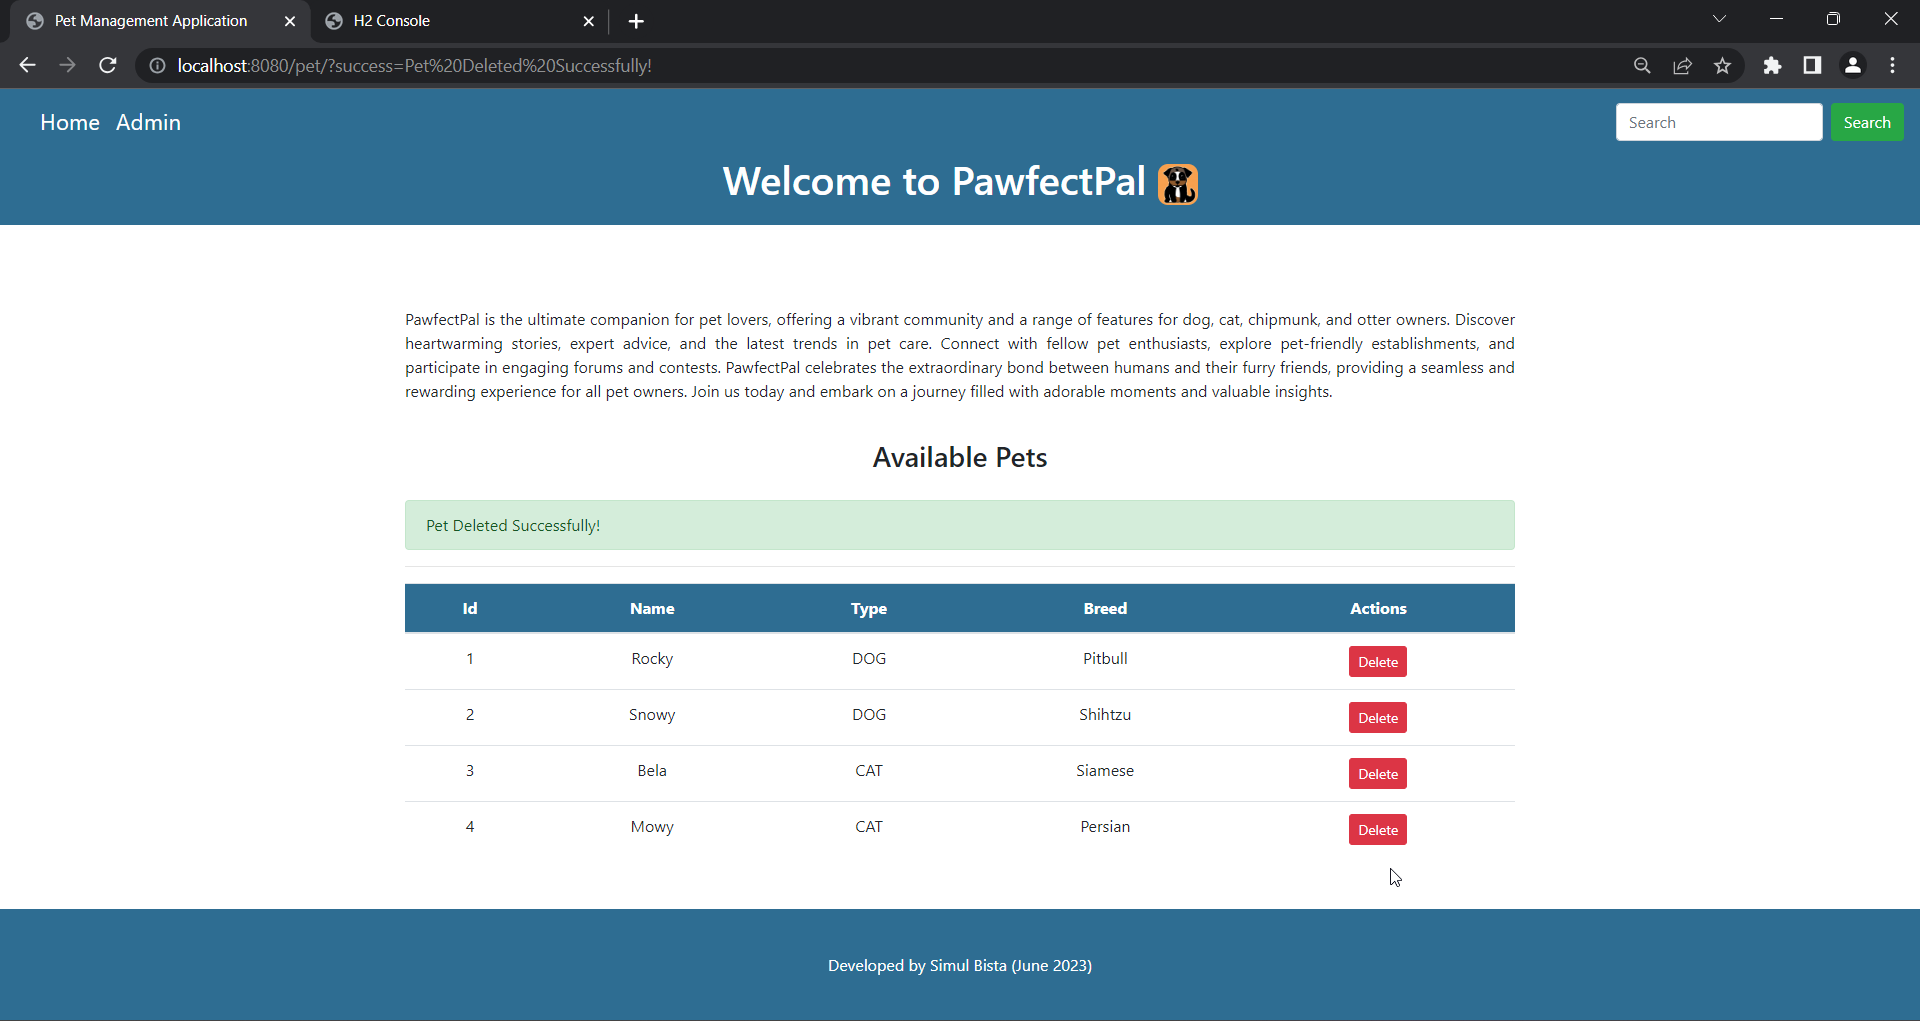 Pet Management Application
H2 Console
localhost:8080/pet/?success=Pet%20Deleted%20Successfully!
Home Admin
Search Search
Welcome to PawfectPal
PawfectPal is the ultimate companion for pet lovers, offering a vibrant community and a range of features for dog, cat, chipmunk, and otter owners. Discover
heartwarming stories, expert advice, and the latest trends in pet care. Connect with fellow pet enthusiasts, explore pet-friendly establishments, and
participate in engaging forums and contests. PawfectPal celebrates the extraordinary bond between humans and their furry friends, providing a seamless and
rewarding experience for all pet owners. Join us today and embark on a journey filled with adorable moments and valuable insights.
Available Pets
Pet Deleted Successfully!
Id Name Type Breed Actions
1 Rocky DOG Pitbull Delete
2 Snowy DOG Shihtzu Delete
3 Bela CAT Siamese Delete
4 Mowy CAT Persian Delete
Developed by Simul Bista (June 2023)